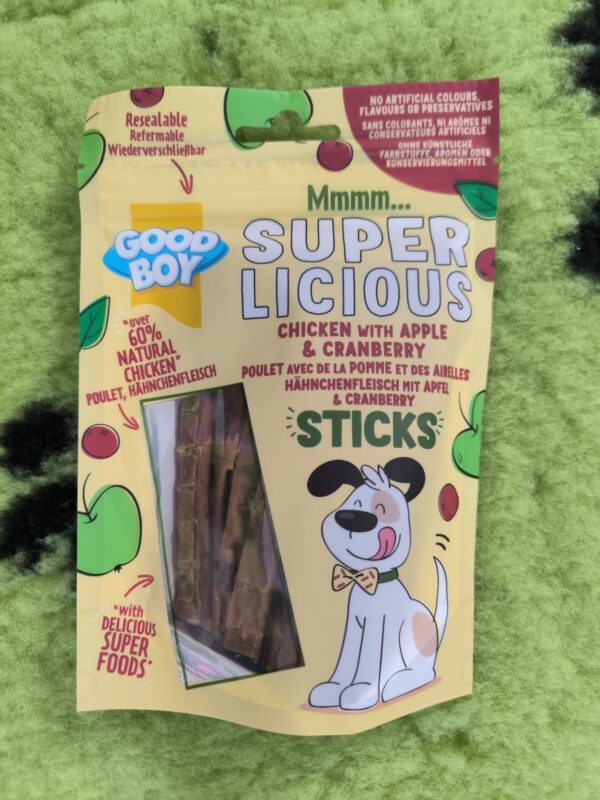 Resealable
Refermable
Wiederverschließbar
NO ARTIFICIAL COLOURS,
FLAVOURS OR PRESERVATIVES
SANS COLORANTS, NI ARÔMES NI
CONSERVATEURS ARTIFICIELS
OHNE KÜNSTLICHE
FARBSTOFFE, AROMEN ODER
KONSERVIERUNGSMITTEL
Mmmm...
GOOD
BOY
SUPER
LICIOUS
CHICKEN WITH APPLE
& CRANBERRY
POULET AVEC DE LA POMME ET DES AIRELLES
HÄHNCHENFLEISCH MIT APFEL
& CRANBERRY
STICKS
"over
60%
NATURAL
CHICKEN"
POULET, HÄHNCHENFLEISCH
"with
DELICIOUS
SUPER
FOODS"